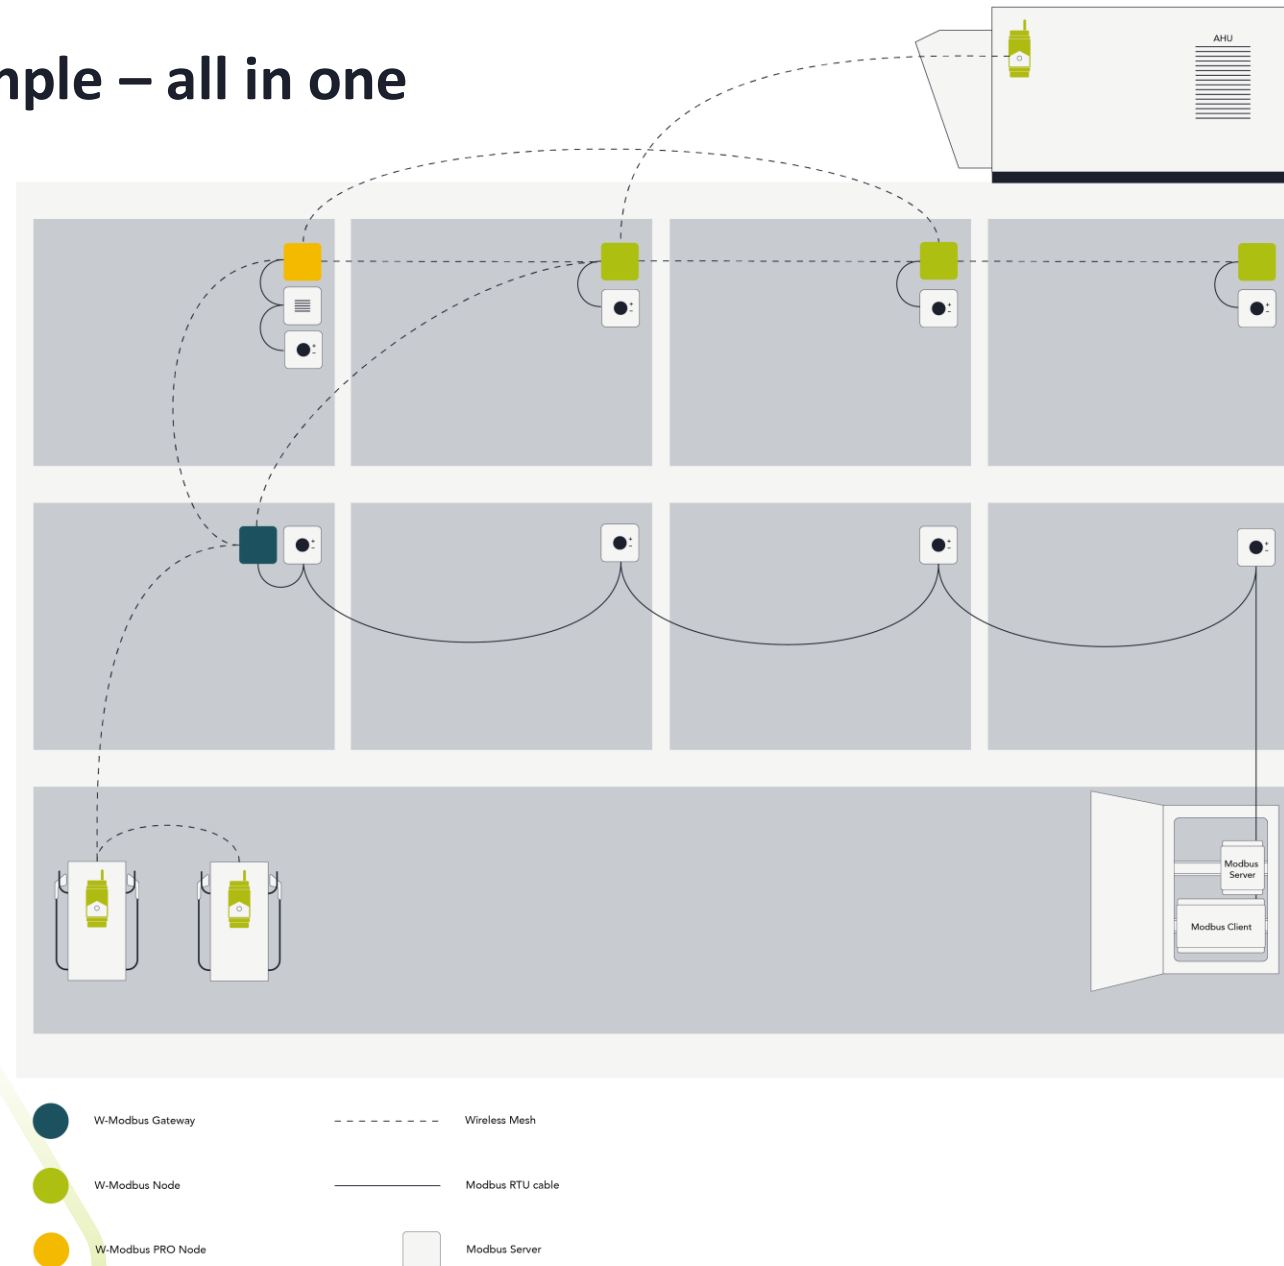 mple – all in one
AHU
Modbus
Server
Modbus Client
W-Modbus Gateway
Wireless Mesh
W-Modbus Node
Modbus RTU cable
W-Modbus PRO Node
Modbus Server